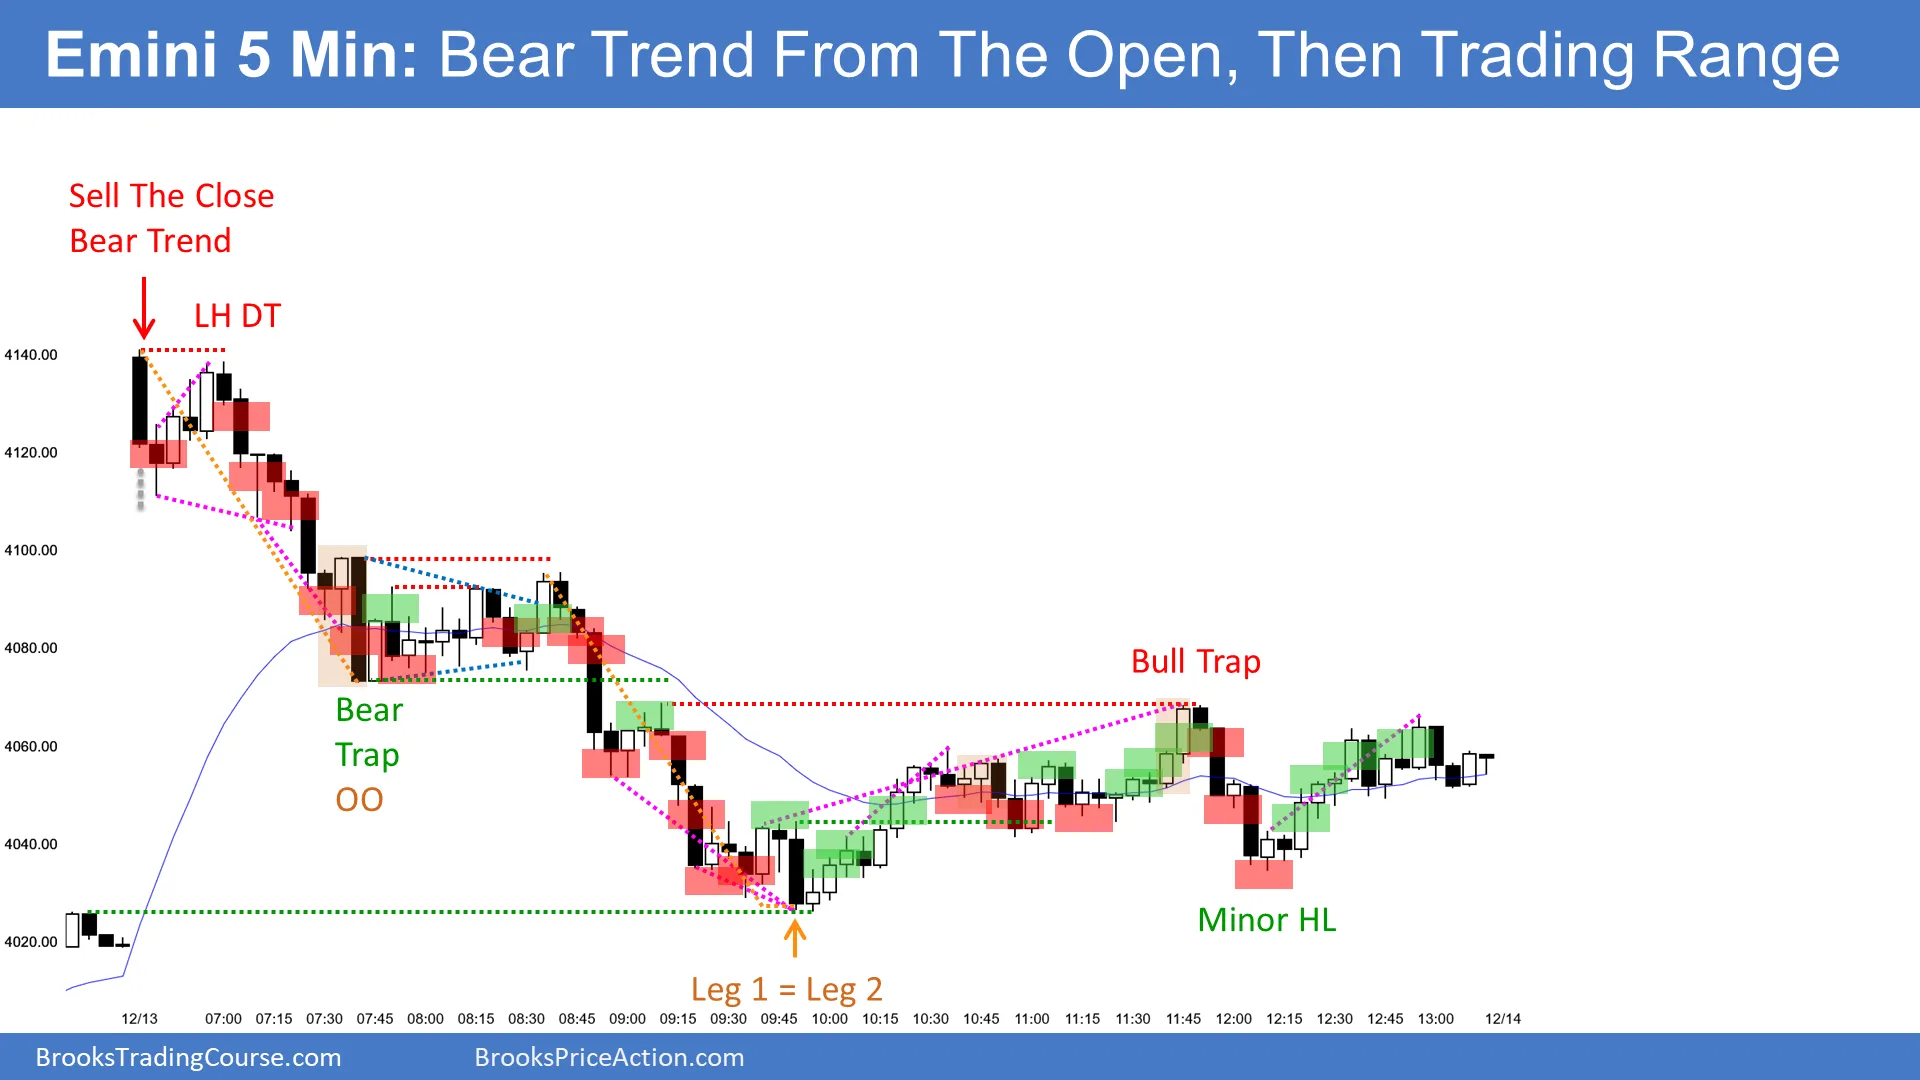 Emini 5 Min: Bear Trend From The Open, Then Trading Range
Sell The Close
Bear Trend
LH DT
4140.00
4120.00
4100.00
4080.00
4060.00
4040.00
4020.00
Bear
Trap
OO
Bull Trap
Minor HL
Leg 1 = Leg 2
12/13 07:00 07:15 07:30 07:45 08:00 08:15 08:30 08:45 09:00 09:15 09:30 09:45 10:00 10:15 10:30 10:45 11:00 11:15 11:30 11:45 12:00 12:15 12:30 12:45 13:00 12/14
BrooksTradingCourse.com
BrooksPriceAction.com